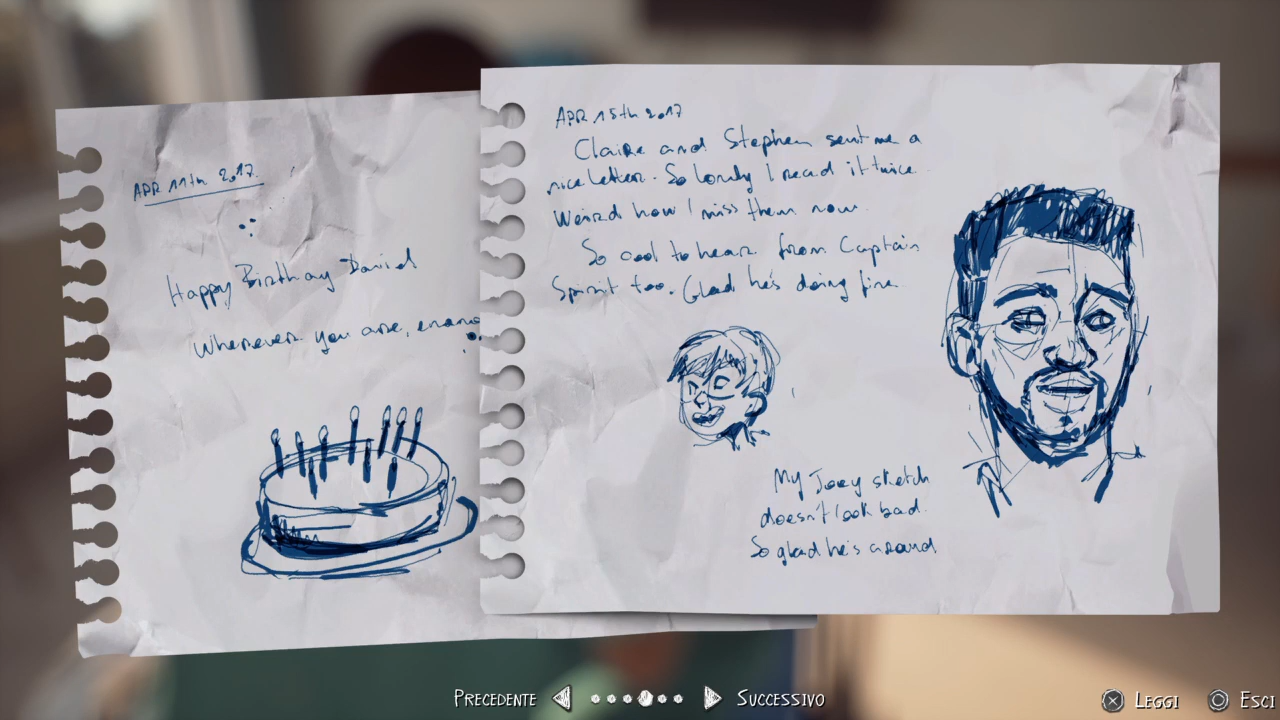 APR 11th 2017.
Happy Birthday Daniel
Wherever you are, enano
APR 15th 2017
Claire and Stephen sent me a
nice letter. So lonely I read it twice.
Weird how I miss them now.
So cool to hear from Captain
Spirit too. Glad he's doing fine.
My Joey sketch
doesn't look bad.
So glad he's around
PRECEDENTE
SUCCESSIVO
LEGGI
ESCI